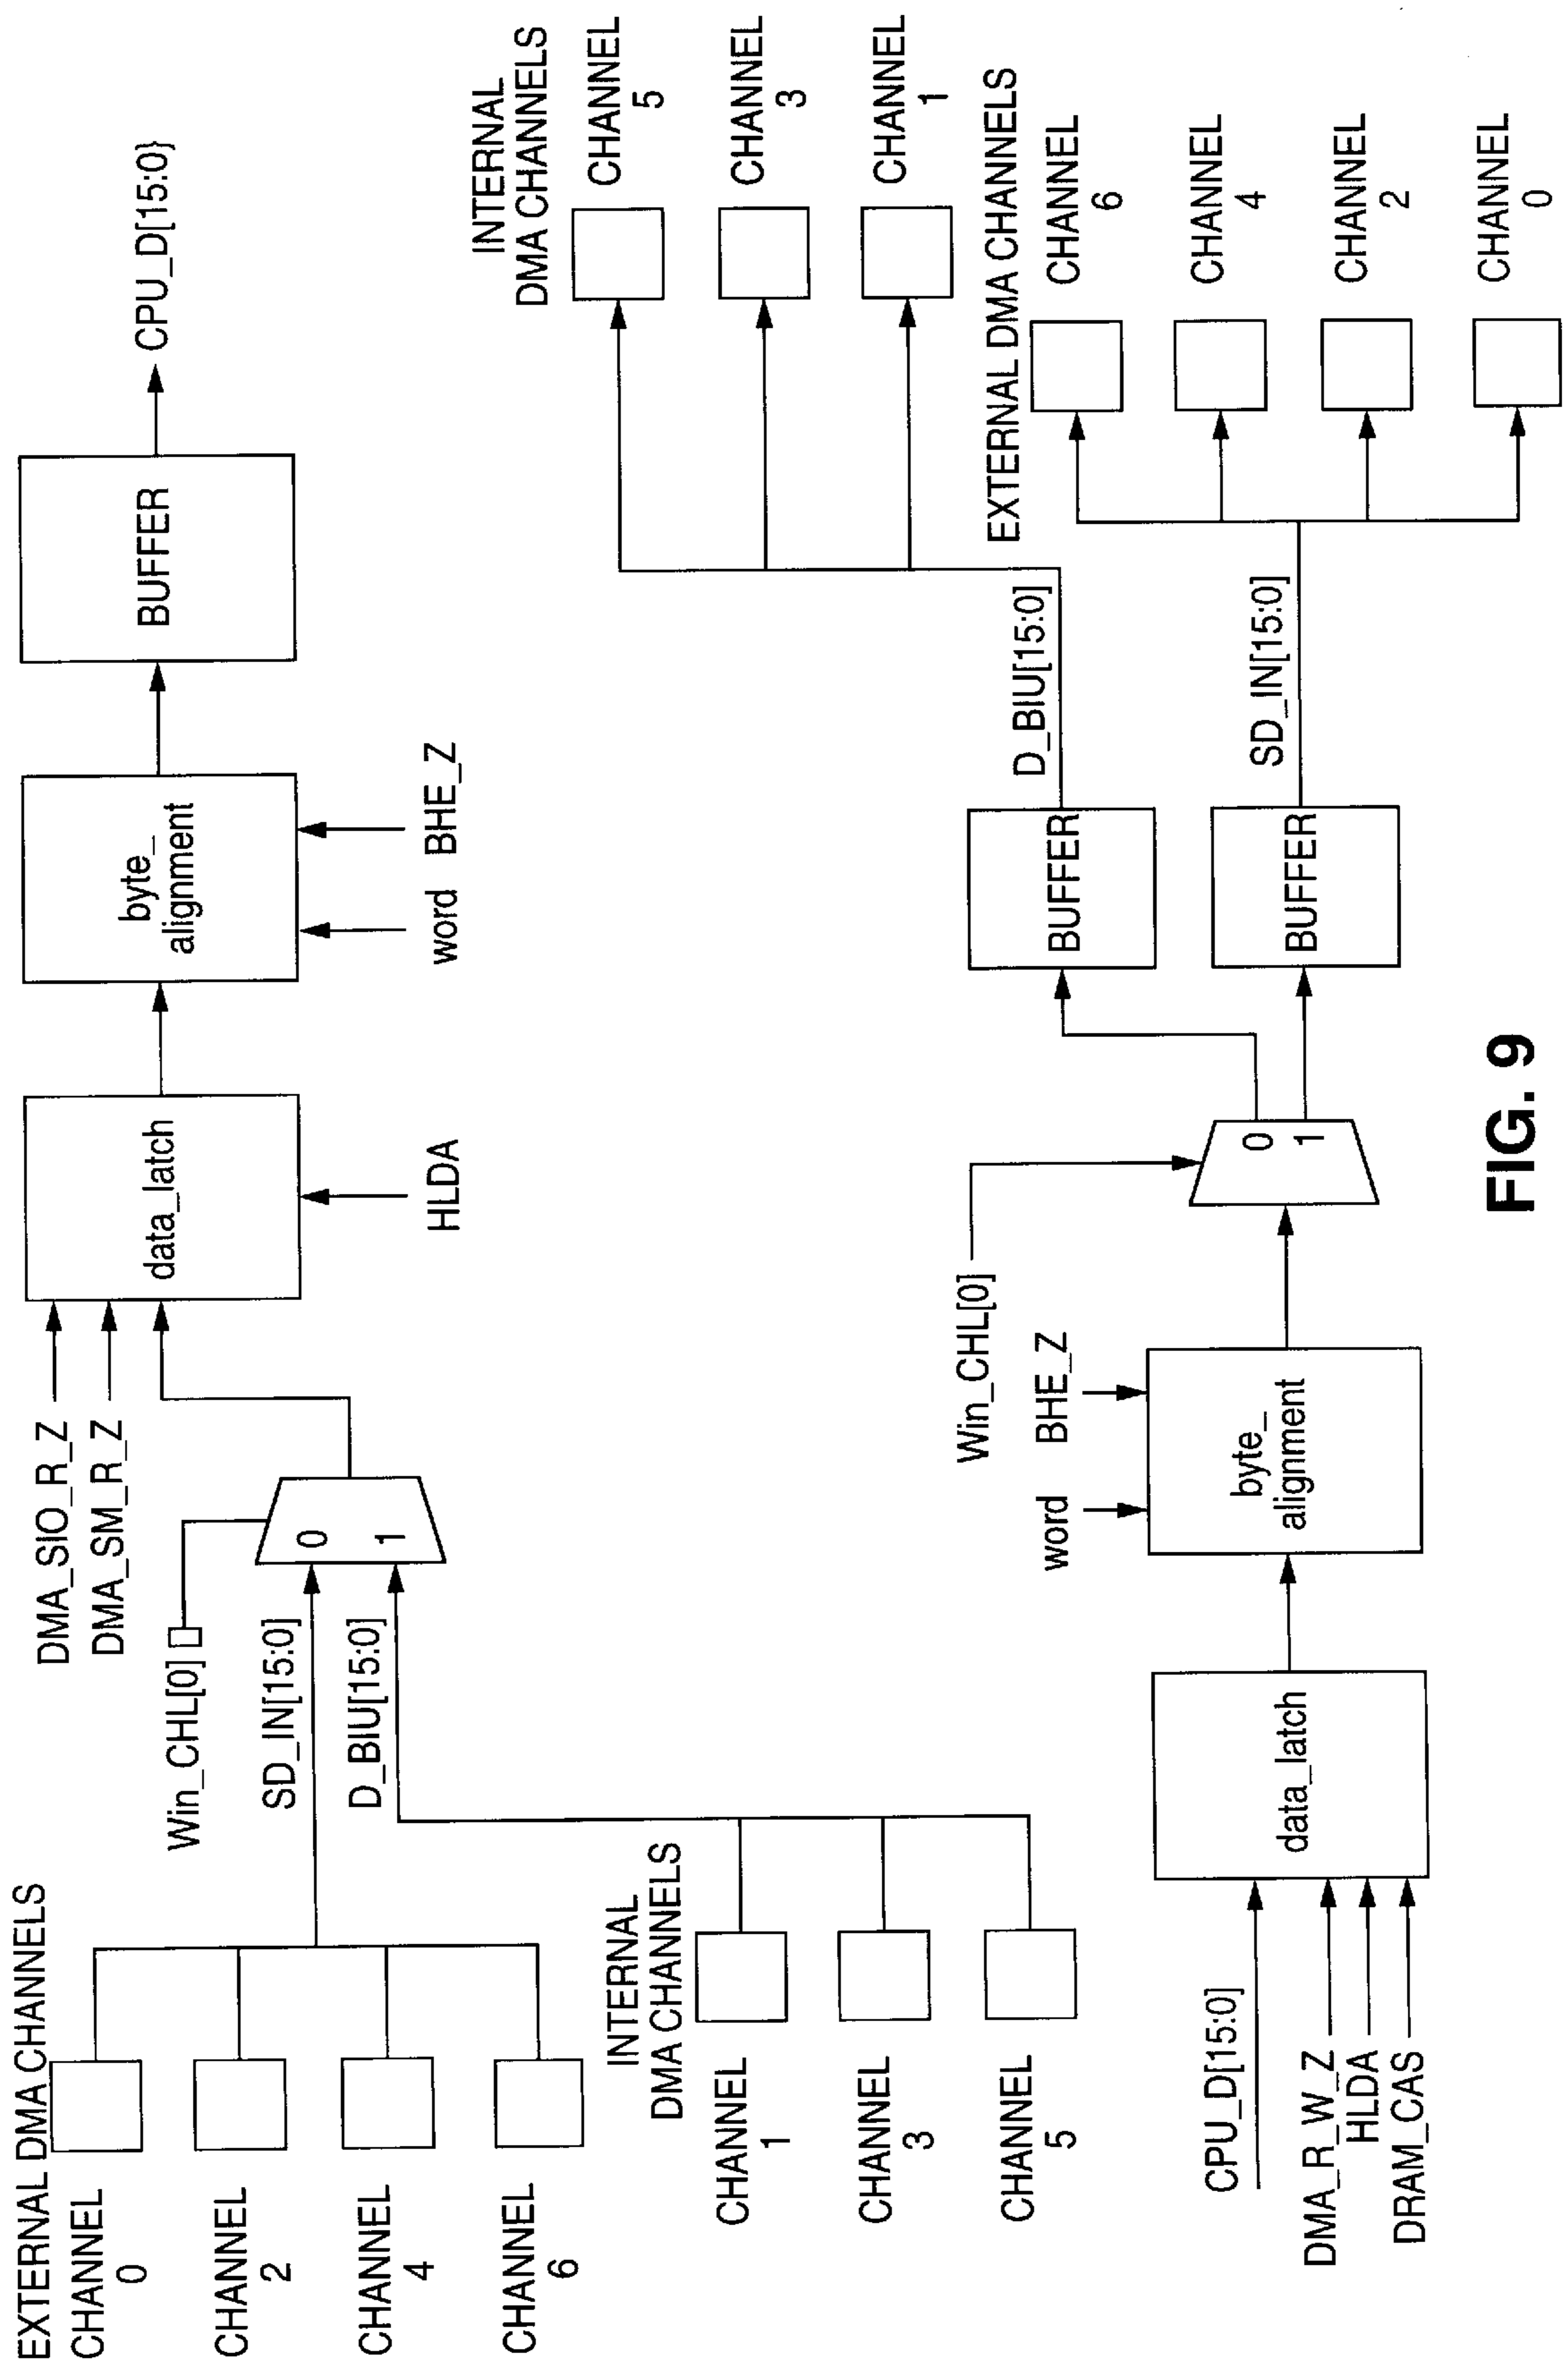 EXTERNAL DMA CHANNELS
CHANNEL
0
CHANNEL
2
CHANNEL
4
CHANNEL
6
INTERNAL
DMA CHANNELS
CHANNEL
1
CHANNEL
3
CHANNEL
5
DMA_SIO_R_Z
DMA_SM_R_Z
Win_CHL[0]
SD_IN[15:0]
D_BIU[15:0]
0
1
data_latch
HLDA
byte_
alignment
word BHE_Z
BUFFER
CPU_D[15:0}
CPU_D[15:0]
DMA_R_W_Z
HLDA
DRAM_CAS
data_latch
word BHE_Z
byte_
alignment
Win_CHL[0]
0
1
BUFFER
BUFFER
D_BIU[15:0]
SD_IN[15:0]
INTERNAL
DMA CHANNELS
CHANNEL
5
CHANNEL
3
CHANNEL
1
EXTERNAL DMA CHANNELS
CHANNEL
6
CHANNEL
4
CHANNEL
2
CHANNEL
0
FIG. 9